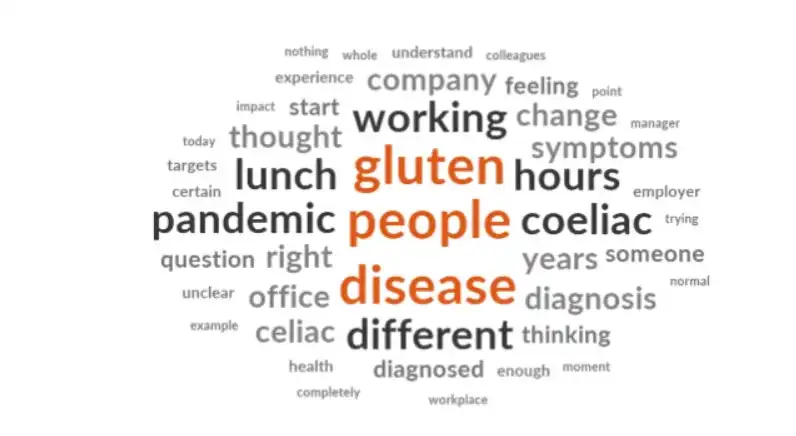 nothing whole understand colleagues
experience company feeling point
impact start working change manager
today thought gluten symptoms
targets lunch hours
certain employer
pandemic people coeliac trying
question right years someone
unclear office disease diagnosis normal
example celiac different thinking
health diagnosed enough moment
completely workplace